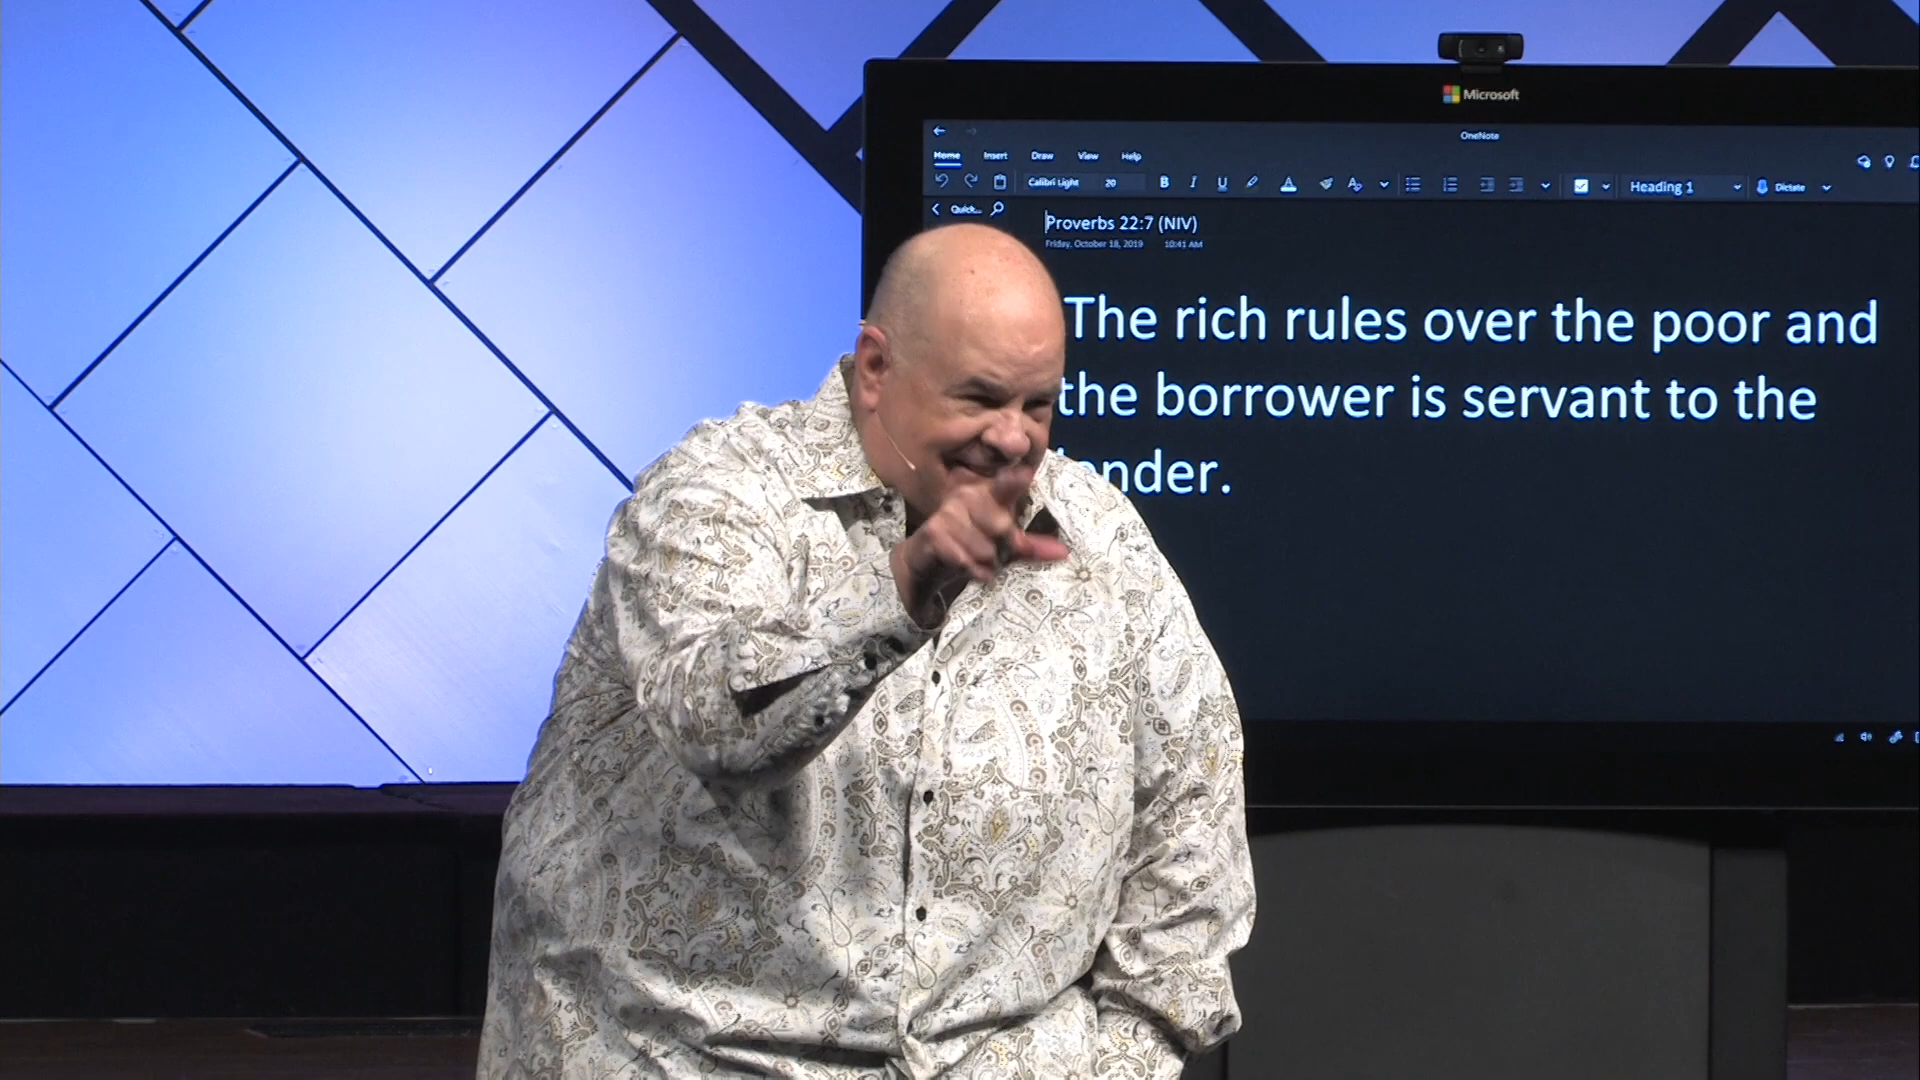 Microsoft
OneNote
Home Insert Draw View Help
Calibri Light 20 B I U A A Heading 1 Dictate
Quick...
Proverbs 22:7 (NIV)
Friday, October 18, 2019 10:41 AM
The rich rules over the poor and
the borrower is servant to the
lender.